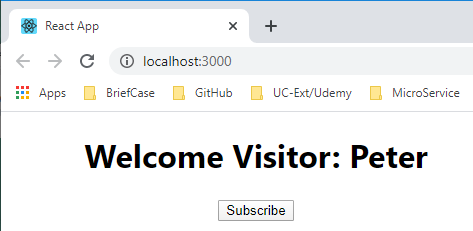 React App
localhost:3000
Apps BriefCase GitHub UC-Ext/Udemy MicroService
Welcome Visitor: Peter
Subscribe